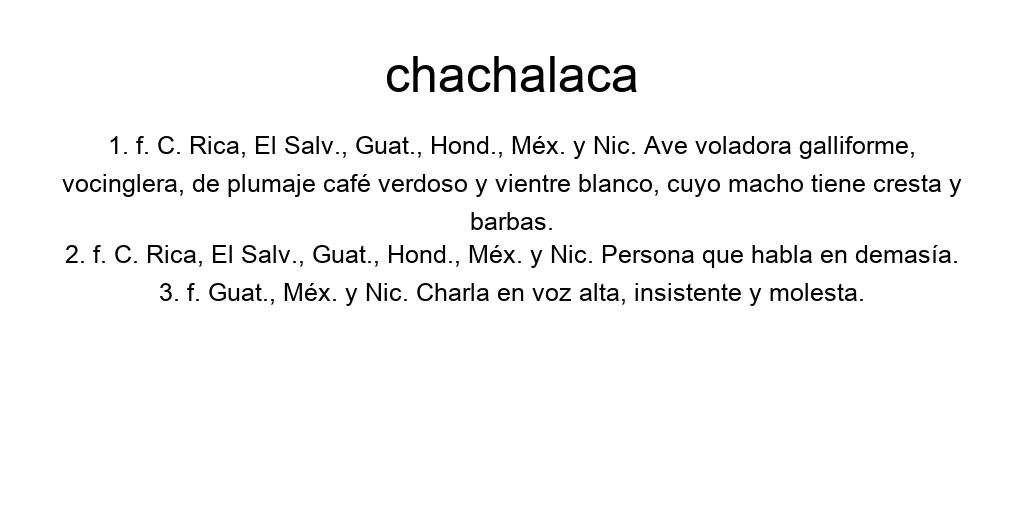 chachalaca
1. f. C. Rica, El Salv., Guat., Hond., Méx. y Nic. Ave voladora galliforme,
vocinglera, de plumaje café verdoso y vientre blanco, cuyo macho tiene cresta y
barbas.
2. f. C. Rica, El Salv., Guat., Hond., Méx. y Nic. Persona que habla en demasía.
3. f. Guat., Méx. y Nic. Charla en voz alta, insistente y molesta.